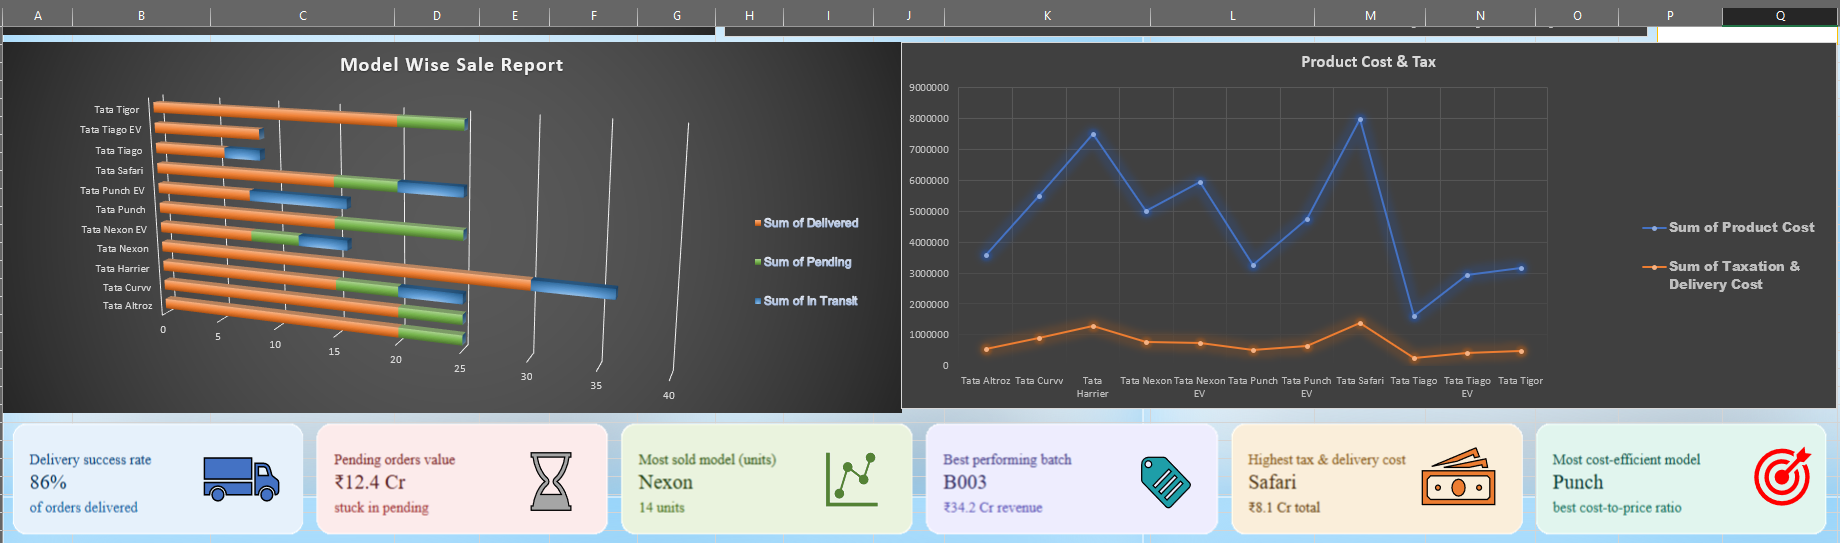 A B C D E F G H I J K L M N O P Q
Model Wise Sale Report
Tata Tigor
Tata Tiago EV
Tata Tiago
Tata Safari
Tata Punch EV
Tata Punch
Tata Nexon EV
Tata Nexon
Tata Harrier
Tata Curvv
Tata Altroz
0 5 10 15 20 25 30 35 40
Sum of Delivered
Sum of Pending
Sum of In Transit
Product Cost & Tax
9000000
8000000
7000000
6000000
5000000
4000000
3000000
2000000
1000000
0
Tata Altroz Tata Curvv Tata Harrier Tata Nexon Tata Nexon EV Tata Punch Tata Punch EV Tata Safari Tata Tiago Tata Tiago EV Tata Tigor
Sum of Product Cost
Sum of Taxation &
Delivery Cost
Delivery success rate
86%
of orders delivered
Pending orders value
₹12.4 Cr
stuck in pending
Most sold model (units)
Nexon
14 units
Best performing batch
B003
₹34.2 Cr revenue
Highest tax & delivery cost
Safari
₹8.1 Cr total
Most cost-efficient model
Punch
best cost-to-price ratio